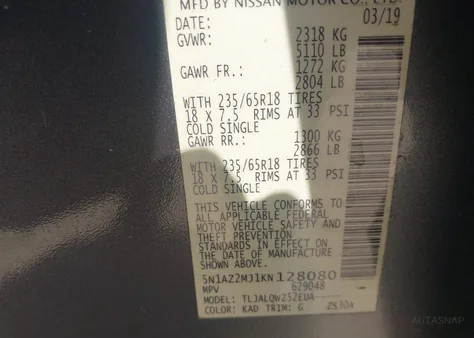 MFD BY NISSAN MOTOR CO., LTD.
DATE: 03/19
GVWR: 2318 KG
5110 LB
GAWR FR.: 1272 KG
2804 LB
WITH 235/65R18 TIRES
18 X 7.5 RIMS AT 33 PSI
COLD SINGLE
GAWR RR.: 1300 KG
2866 LB
WITH 235/65R18 TIRES
18 X 7.5 RIMS AT 33 PSI
COLD SINGLE
THIS VEHICLE CONFORMS TO
ALL APPLICABLE FEDERAL
MOTOR VEHICLE SAFETY AND
THEFT PREVENTION
STANDARDS IN EFFECT ON
THE DATE OF MANUFACTURE
SHOWN ABOVE.
5N1AZ2MJ1KN128080
MPV 629048
MODEL: TLJALQWZ52EUA-----
COLOR: KAD TRIM: G ZS304
AUTASNAP